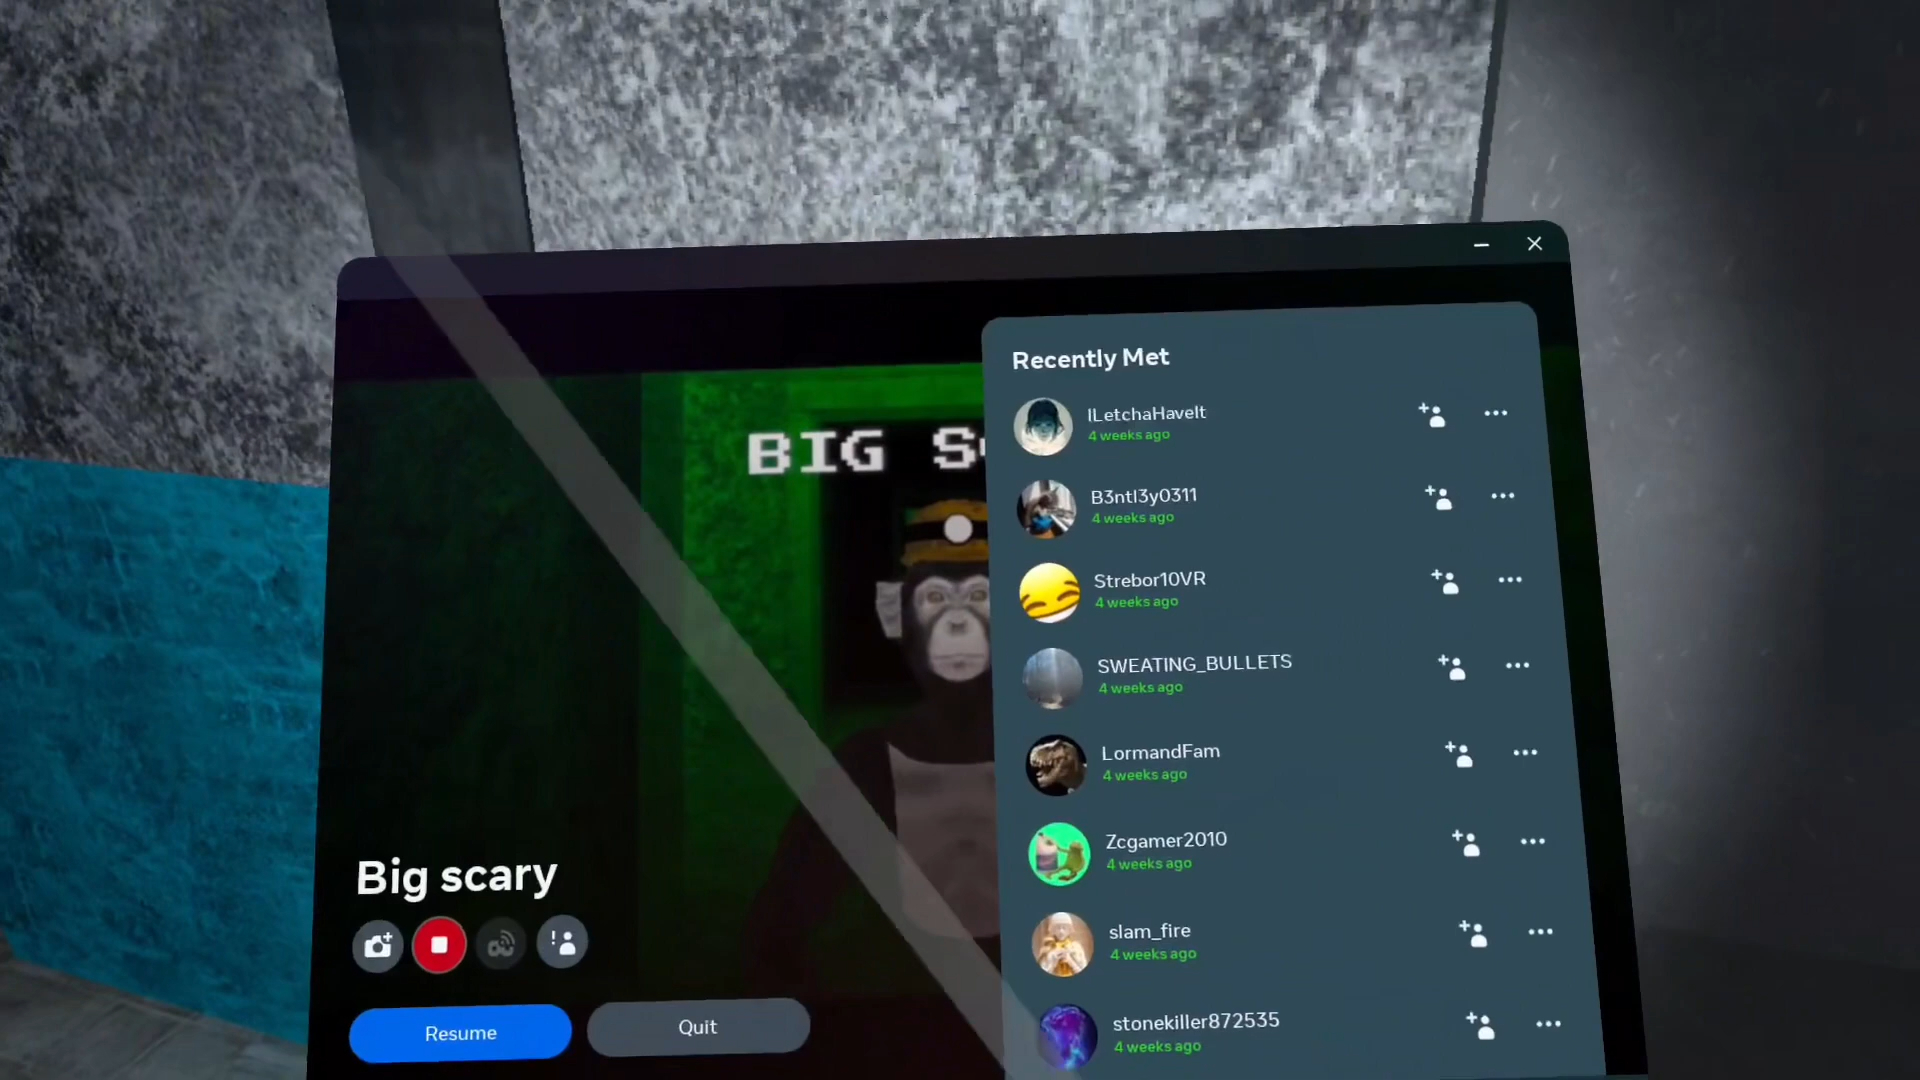 BIG
Big scary
Resume
Quit
Recently Met
ILetchaHaveIt
4 weeks ago
B3ntl3y0311
4 weeks ago
Strebor10VR
4 weeks ago
SWEATING_BULLETS
4 weeks ago
LormandFam
4 weeks ago
Zcgamer2010
4 weeks ago
slam_fire
4 weeks ago
stonekiller872535
4 weeks ago